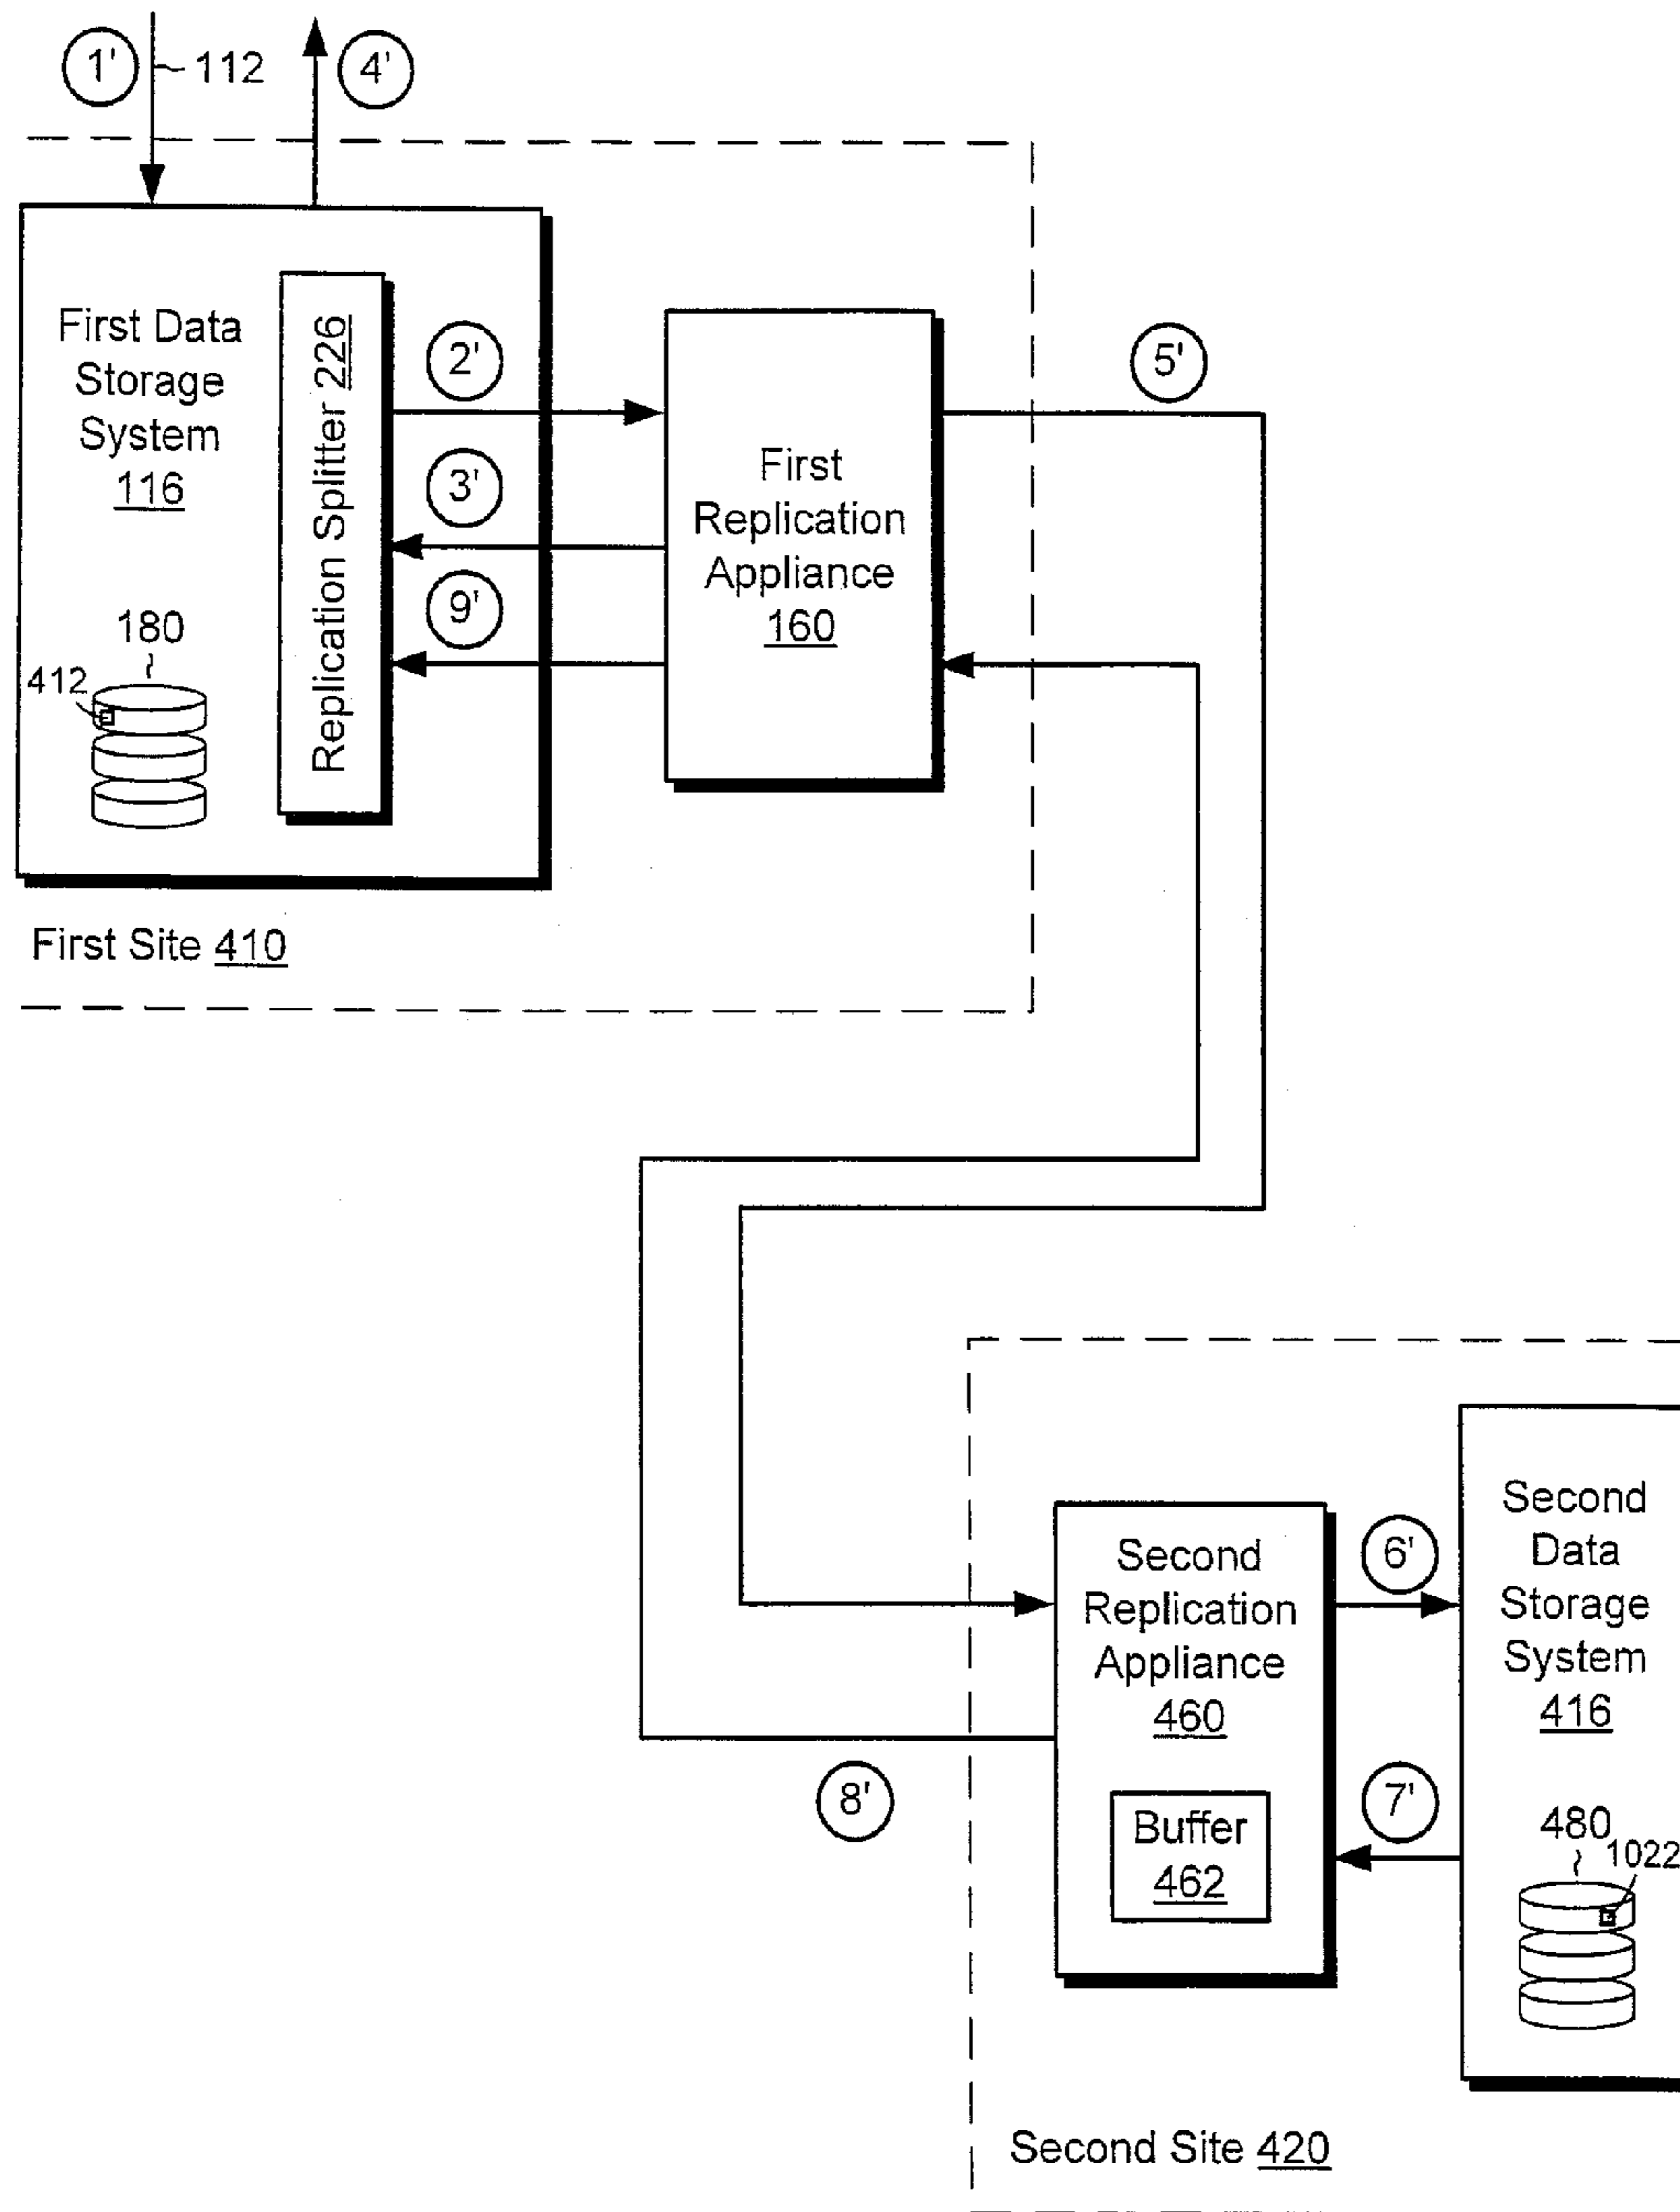 1'
112
4'
First Data
Storage
System
116
Replication Splitter 226
2'
3'
9'
First
Replication
Appliance
160
5'
180
412
First Site 410
Second
Replication
Appliance
460
Buffer
462
6'
7'
8'
Second
Data
Storage
System
416
480
1022
Second Site 420